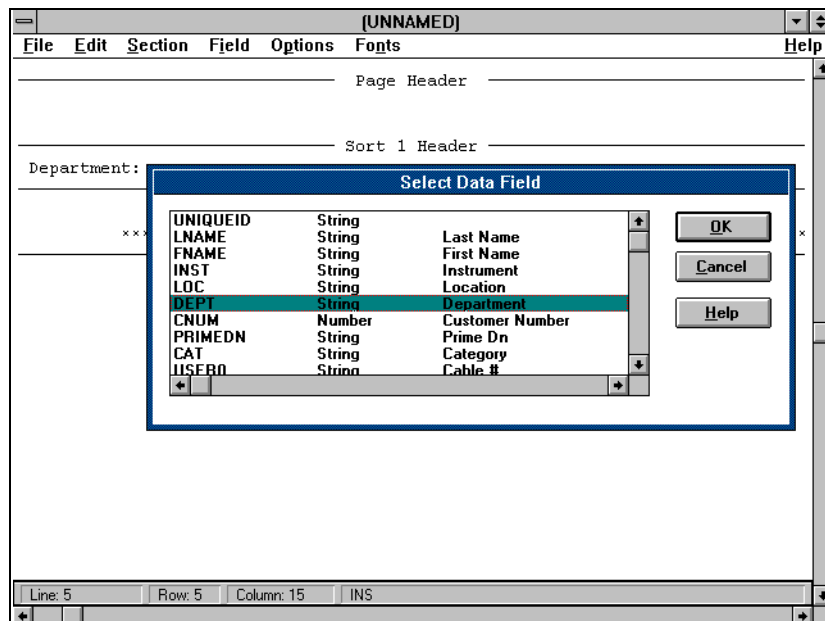 (UNNAMED)
File Edit Section Field Options Fonts Help
Page Header
Sort 1 Header
Department:
Select Data Field
UNIQUEID String
LNAME String Last Name
FNAME String First Name
INST String Instrument
LOC String Location
DEPT String Department
CNUM Number Customer Number
PRIMEDN String Prime Dn
CAT String Category
USER0 String Cable #
OK
Cancel
Help
×××
×
Line: 5 Row: 5 Column: 15 INS